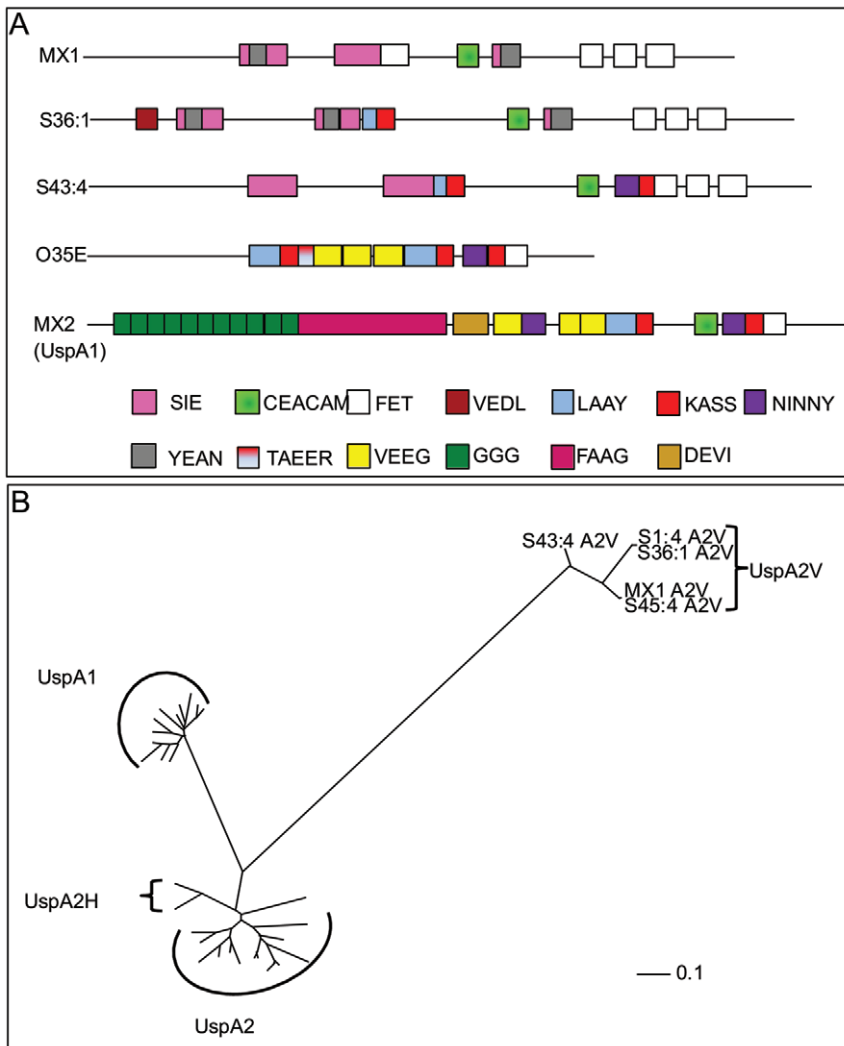 A
MX1
S36:1
S43:4
O35E
MX2
(UspA1)
SIE CEACAM FET VEDL LAAY KASS NINNY
YEAN TAEER VEEG GGG FAAG DEVI
B
S43:4 A2V
S1:4 A2V
S36:1 A2V
MX1 A2V
S45:4 A2V
UspA2V
UspA1
UspA2H
UspA2
0.1